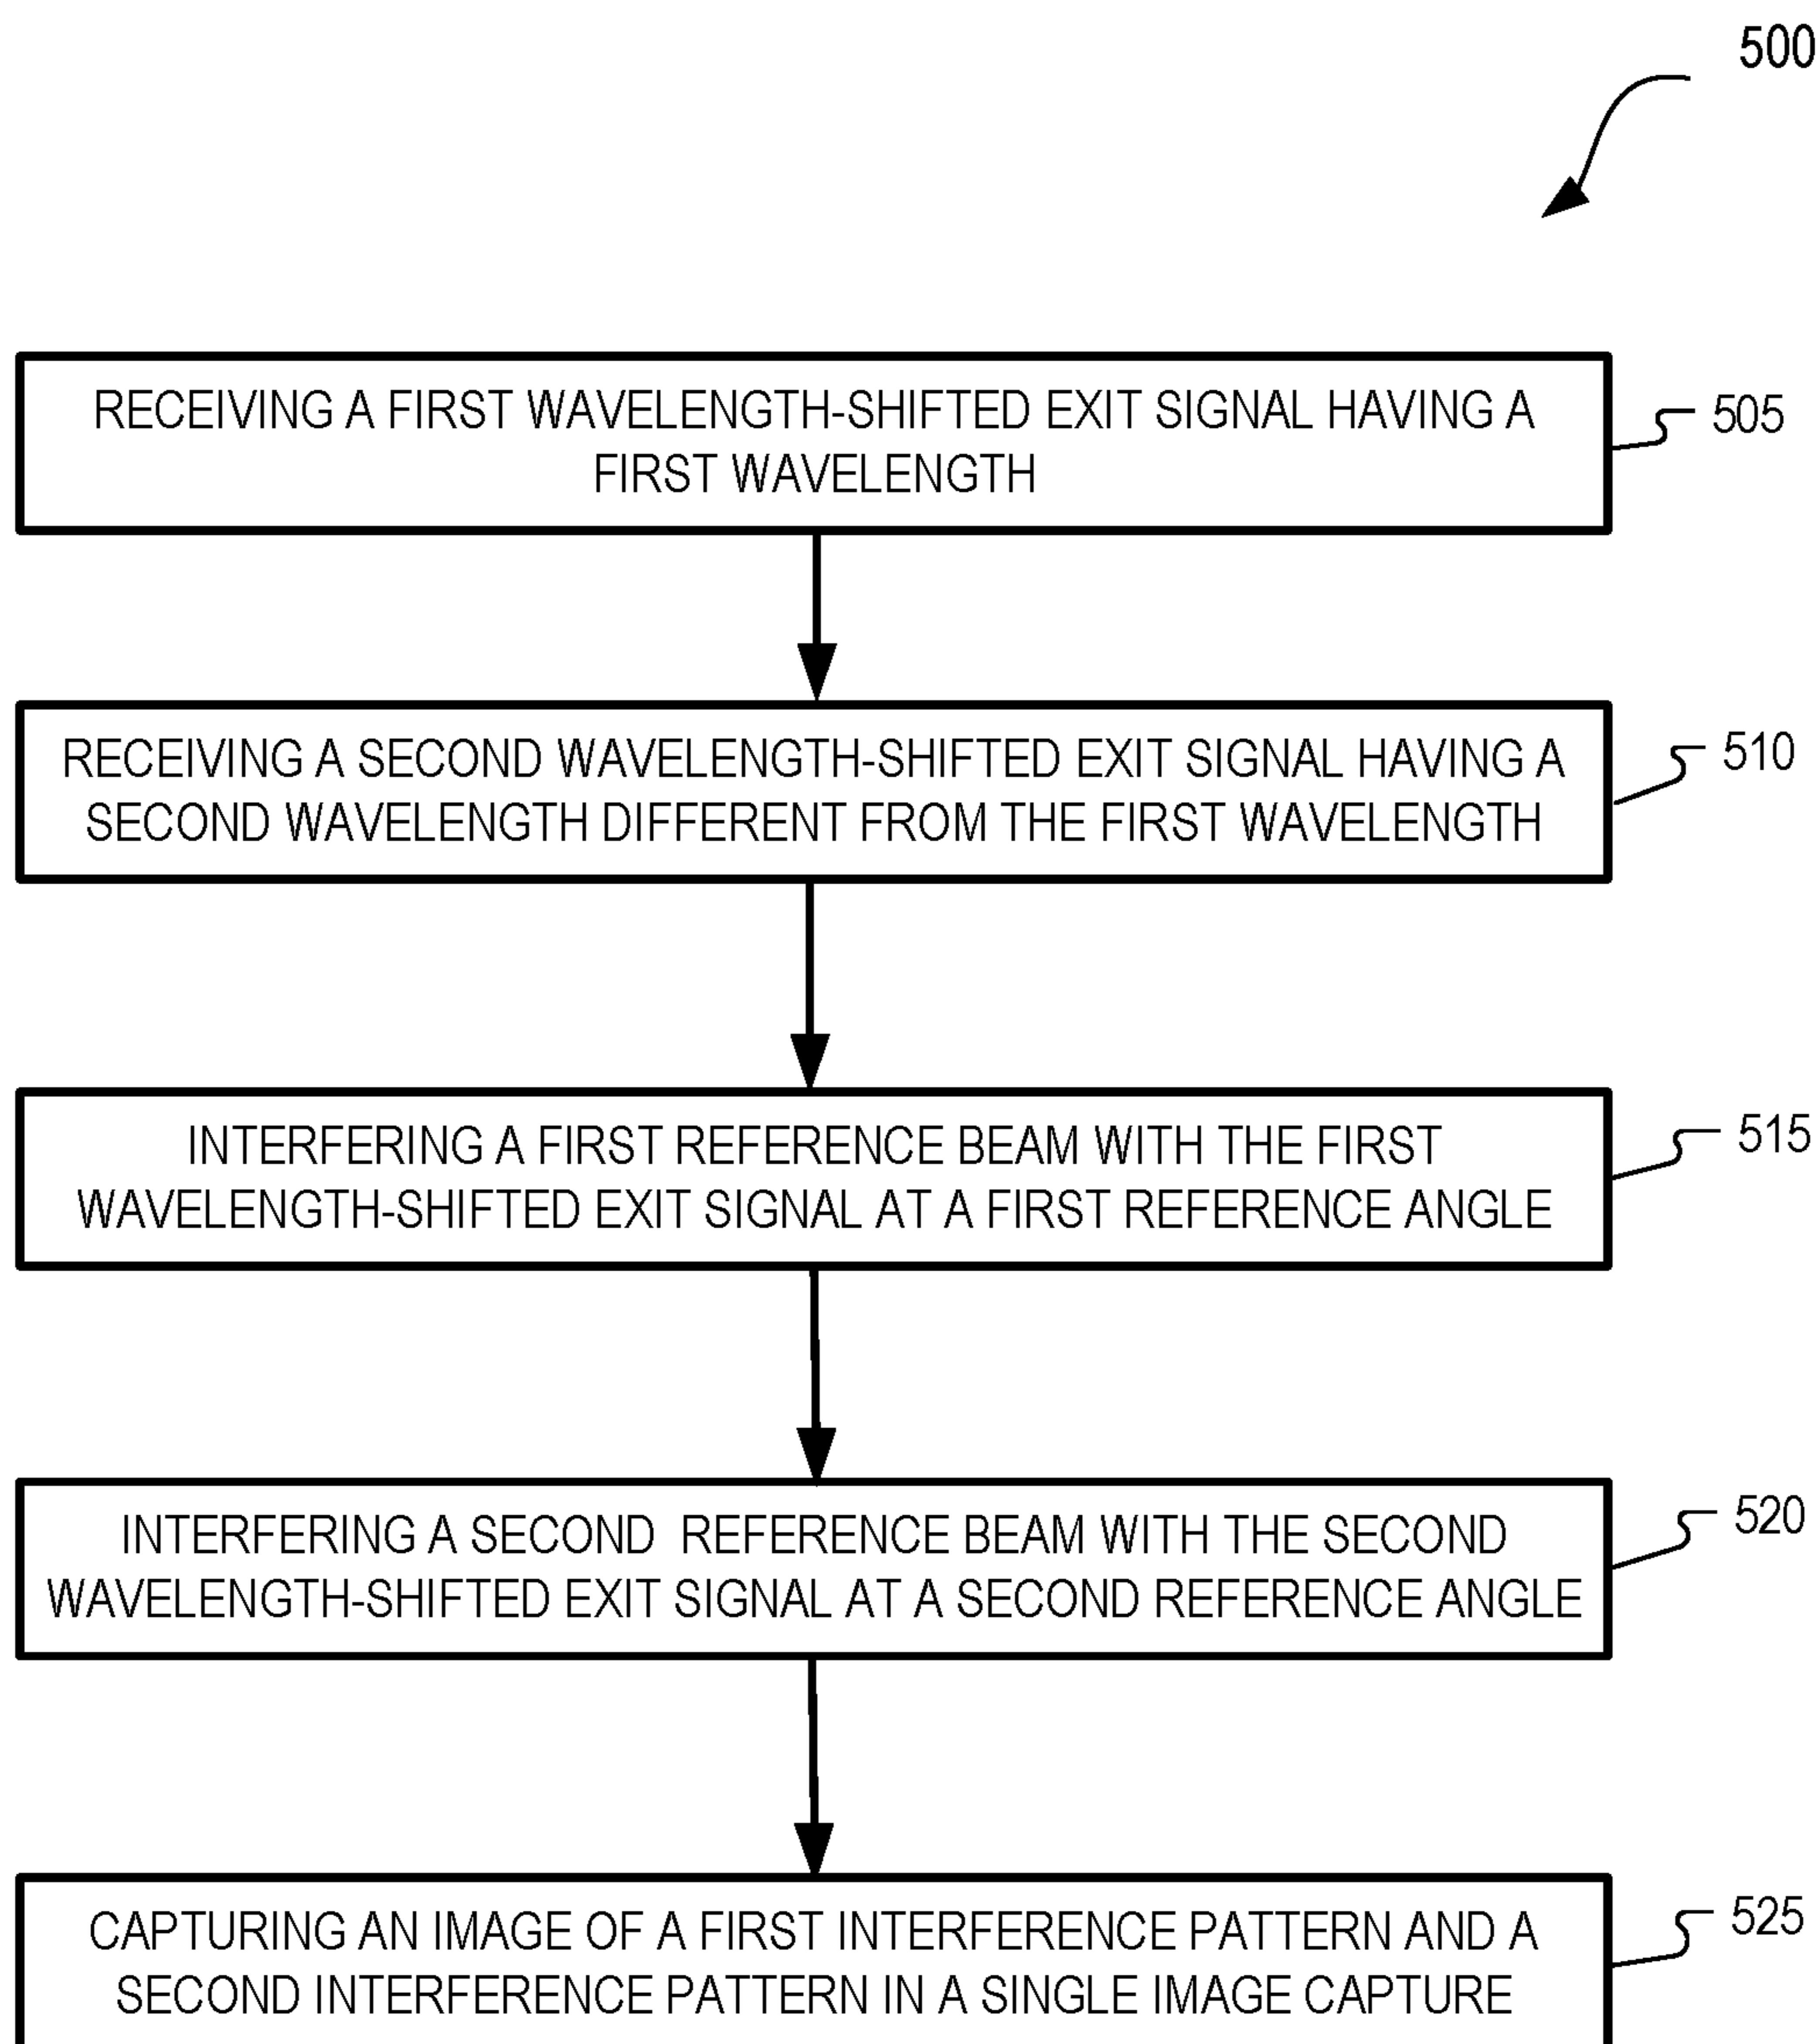 500
RECEIVING A FIRST WAVELENGTH-SHIFTED EXIT SIGNAL HAVING A
FIRST WAVELENGTH
505
RECEIVING A SECOND WAVELENGTH-SHIFTED EXIT SIGNAL HAVING A
SECOND WAVELENGTH DIFFERENT FROM THE FIRST WAVELENGTH
510
INTERFERING A FIRST REFERENCE BEAM WITH THE FIRST
WAVELENGTH-SHIFTED EXIT SIGNAL AT A FIRST REFERENCE ANGLE
515
INTERFERING A SECOND REFERENCE BEAM WITH THE SECOND
WAVELENGTH-SHIFTED EXIT SIGNAL AT A SECOND REFERENCE ANGLE
520
CAPTURING AN IMAGE OF A FIRST INTERFERENCE PATTERN AND A
SECOND INTERFERENCE PATTERN IN A SINGLE IMAGE CAPTURE
525